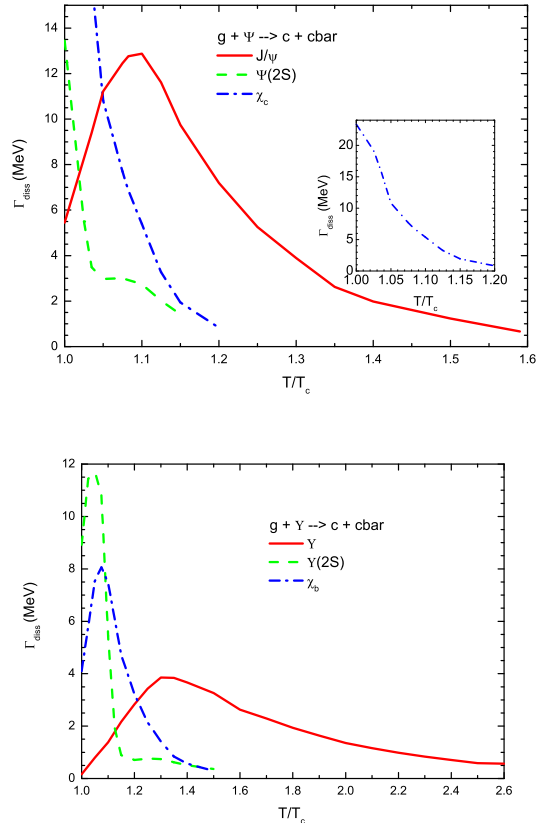 g + Ψ --> c + cbar
J/ψ
Ψ(2S)
χc
Γdiss (MeV)
14
12
10
8
6
4
2
0
1.0 1.1 1.2 1.3 1.4 1.5 1.6
T/Tc
Γdiss (MeV)
20
15
10
5
0
1.00 1.05 1.10 1.15 1.20
T/Tc
g + Υ --> c + cbar
Υ
Υ(2S)
χb
Γdiss (MeV)
12
10
8
6
4
2
0
1.0 1.2 1.4 1.6 1.8 2.0 2.2 2.4 2.6
T/Tc